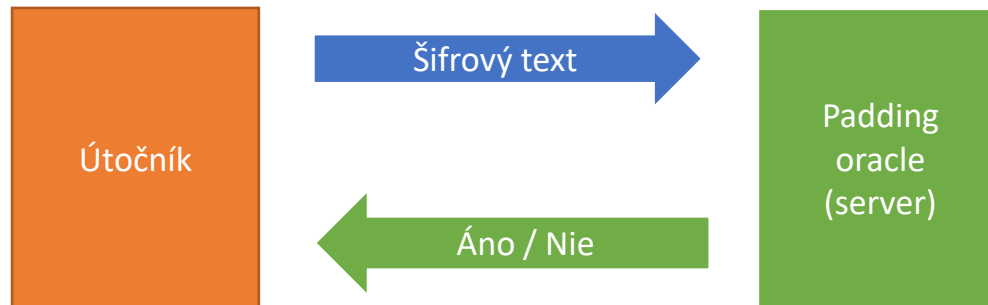 Útočník
Šifrový text
Áno / Nie
Padding
oracle
(server)